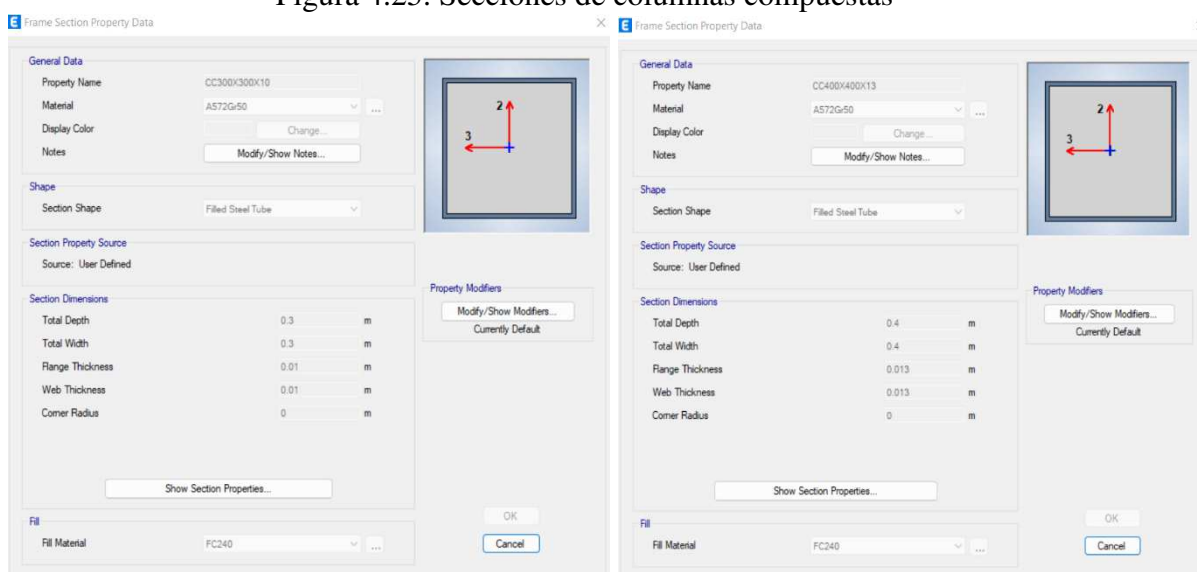 Figura 4.23. Secciones de columnas compuestas
E Frame Section Property Data
General Data
Property Name CC300X300X10
Material A572Gr50 ...
Display Color Change...
Notes Modify/Show Notes...
2
3
Shape
Section Shape Filled Steel Tube
Section Property Source
Source: User Defined
Property Modifiers
Modify/Show Modifiers...
Currently Default
Section Dimensions
Total Depth 0.3 m
Total Width 0.3 m
Flange Thickness 0.01 m
Web Thickness 0.01 m
Corner Radius 0 m
Show Section Properties...
Fill
Fill Material FC240 ...
OK
Cancel
E Frame Section Property Data
General Data
Property Name CC400X400X13
Material A572Gr50 ...
Display Color Change...
Notes Modify/Show Notes...
2
3
Shape
Section Shape Filled Steel Tube
Section Property Source
Source: User Defined
Property Modifiers
Modify/Show Modifiers...
Currently Default
Section Dimensions
Total Depth 0.4 m
Total Width 0.4 m
Flange Thickness 0.013 m
Web Thickness 0.013 m
Corner Radius 0 m
Show Section Properties...
Fill
Fill Material FC240 ...
OK
Cancel